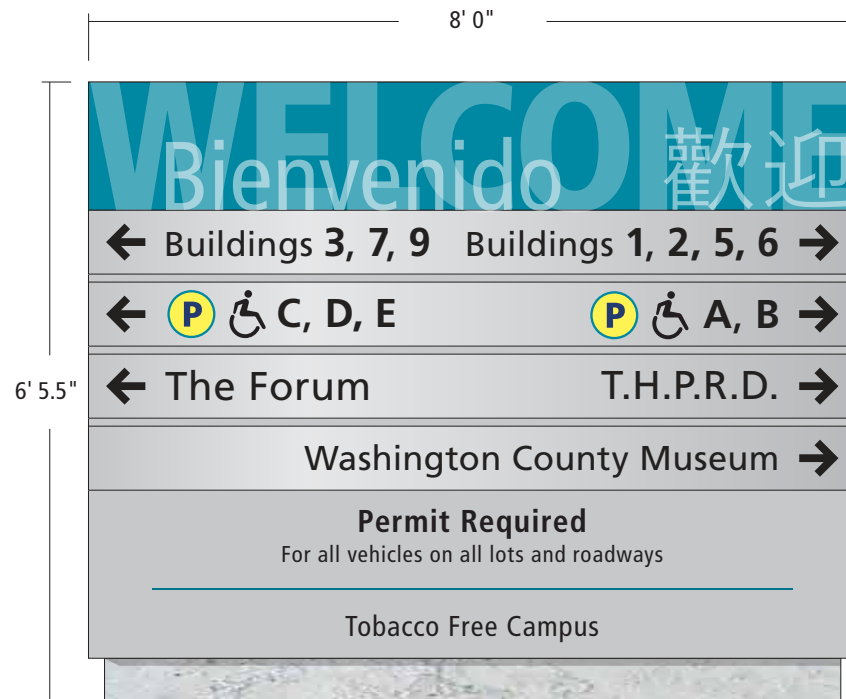 8' 0"
WELCOME
Bienvenido 歡迎
← Buildings 3, 7, 9 Buildings 1, 2, 5, 6 →
← P ♿ C, D, E P ♿ A, B →
6' 5.5"
← The Forum T.H.P.R.D. →
Washington County Museum →
Permit Required
For all vehicles on all lots and roadways
Tobacco Free Campus